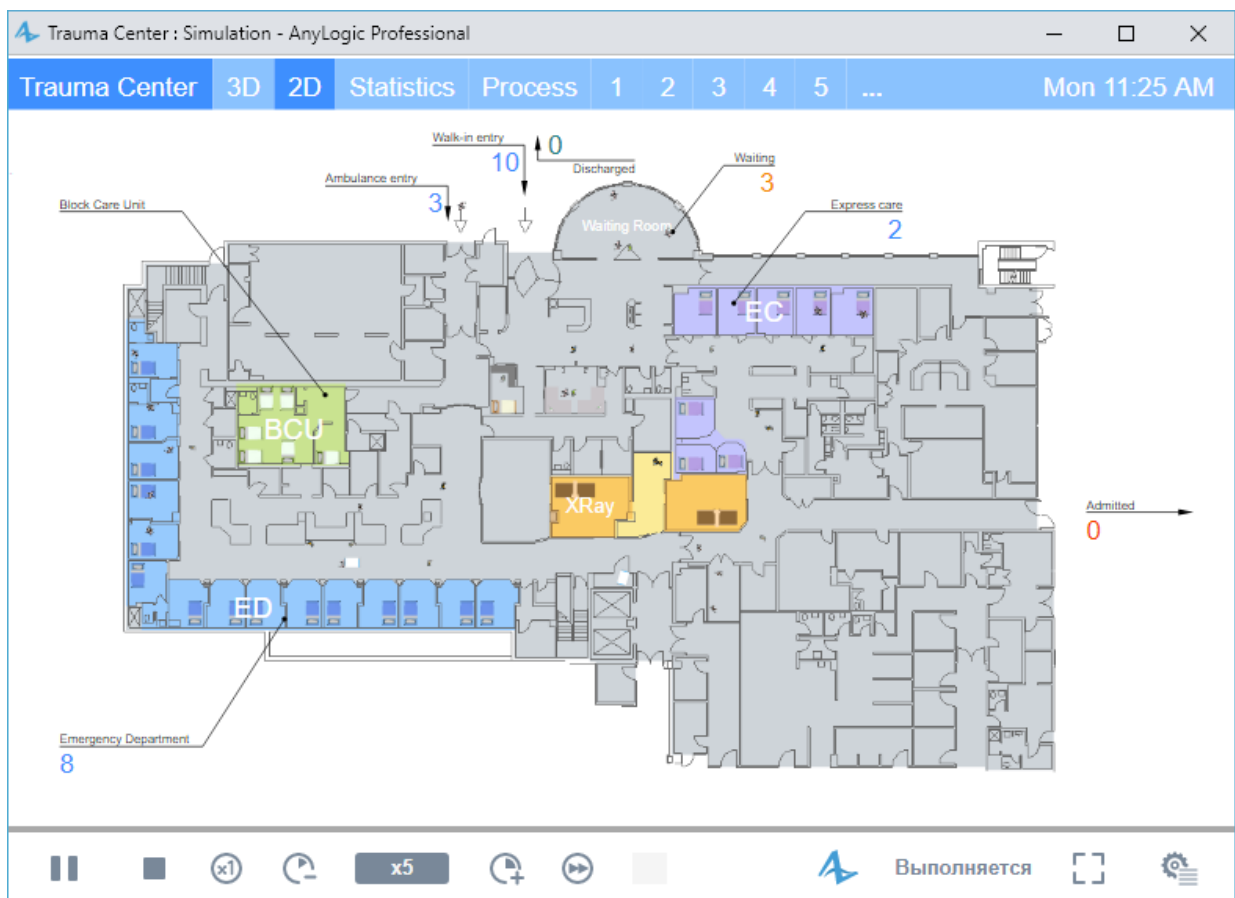 Trauma Center : Simulation - AnyLogic Professional
Trauma Center 3D 2D Statistics Process 1 2 3 4 5 ... Mon 11:25 AM
Walk-in entry
10
0
Discharged
Waiting
3
Ambulance entry
3
Block Care Unit
Express care
2
Waiting Room
EC
BCU
XRay
Admitted
0
ED
Emergency Department
8
x1 x5 Выполняется